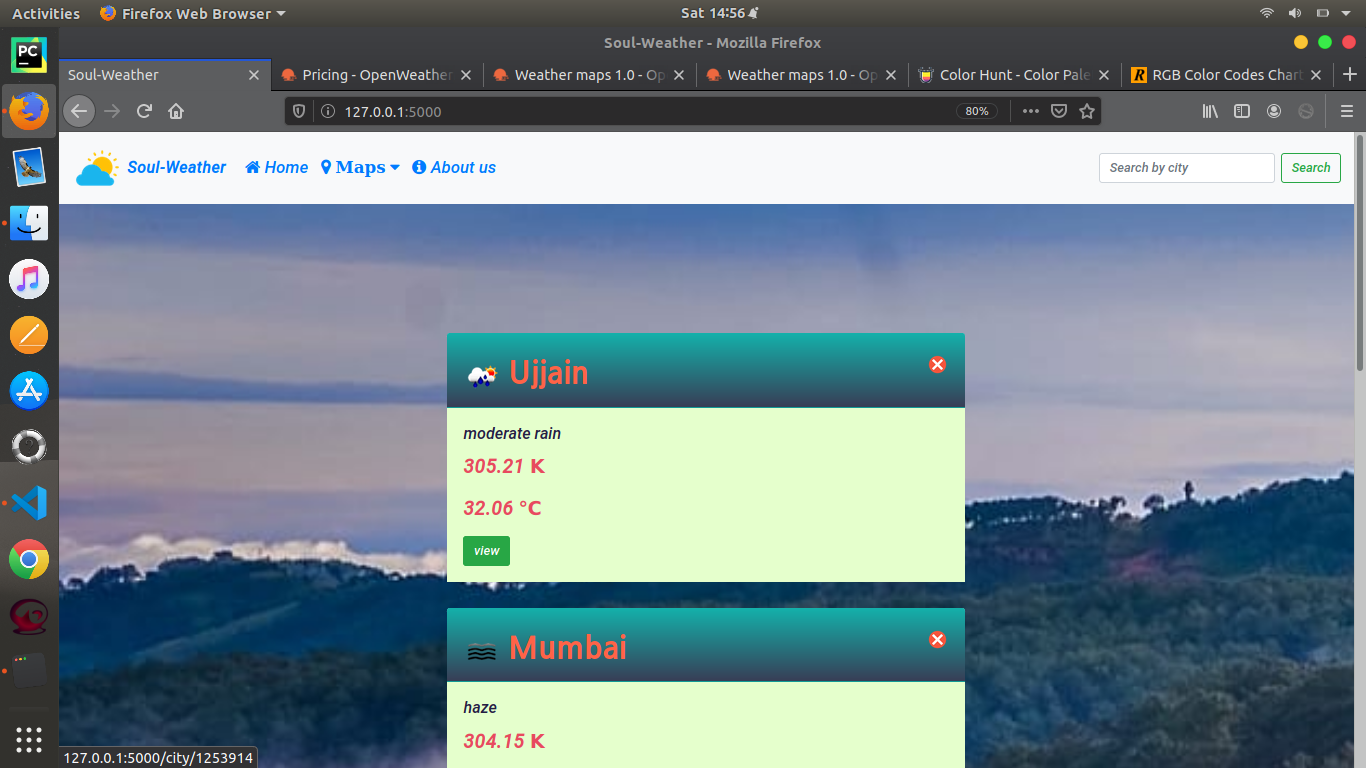 Activities Firefox Web Browser Sat 14:56
Soul-Weather - Mozilla Firefox
Soul-Weather Pricing - OpenWeather Weather maps 1.0 - Op Weather maps 1.0 - Op Color Hunt - Color Pale RGB Color Codes Chart
127.0.0.1:5000 80%
Soul-Weather Home Maps About us Search by city Search
Ujjain
moderate rain
305.21 K
32.06 °C
view
Mumbai
haze
304.15 K
127.0.0.1:5000/city/1253914
PC